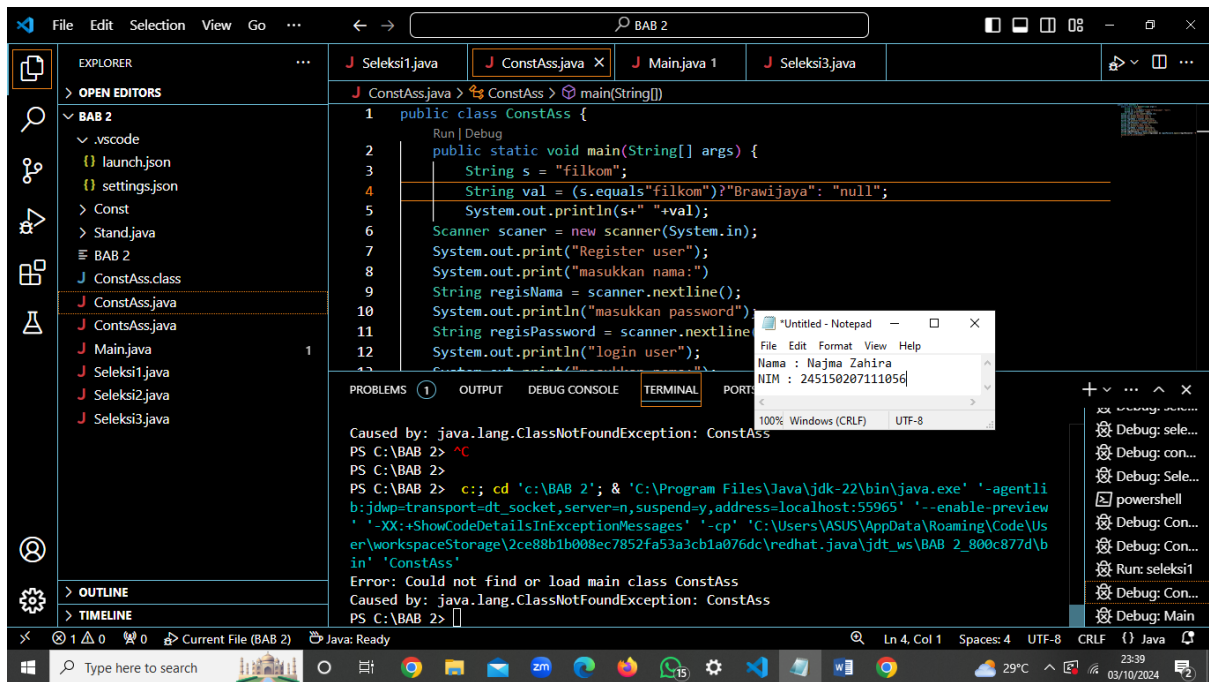 File Edit Selection View Go ··· BAB 2
EXPLORER ···
OPEN EDITORS
BAB 2
.vscode
launch.json
settings.json
Const
Stand.java
BAB 2
ConstAss.class
ConstAss.java
ContsAss.java
Main.java 1
Seleksi1.java
Seleksi2.java
Seleksi3.java
OUTLINE
TIMELINE
Seleksi1.java ConstAss.java Main.java 1 Seleksi3.java
ConstAss.java > ConstAss > main(String[])
1 public class ConstAss {
Run | Debug
2 public static void main(String[] args) {
3 String s = "filkom";
4 String val = (s.equals"filkom")?"Brawijaya": "null";
5 System.out.println(s+" "+val);
6 Scanner scaner = new scanner(System.in);
7 System.out.print("Register user");
8 System.out.print("masukkan nama:")
9 String regisNama = scanner.nextline();
10 System.out.println("masukkan password");
11 String regisPassword = scanner.nextline
12 System.out.println("login user");
*Untitled - Notepad
File Edit Format View Help
Nama : Najma Zahira
NIM : 245150207111056
100% Windows (CRLF) UTF-8
PROBLEMS 1 OUTPUT DEBUG CONSOLE TERMINAL PORTS
Caused by: java.lang.ClassNotFoundException: ConstAss
PS C:\BAB 2> ^C
PS C:\BAB 2>
PS C:\BAB 2> c:; cd 'c:\BAB 2'; & 'C:\Program Files\Java\jdk-22\bin\java.exe' '-agentli
b:jdwp=transport=dt_socket,server=n,suspend=y,address=localhost:55965' '--enable-preview
' '-XX:+ShowCodeDetailsInExceptionMessages' '-cp' 'C:\Users\ASUS\AppData\Roaming\Code\Us
er\workspaceStorage\2ce88b1b008ec7852fa53a3cb1a076dc\redhat.java\jdt_ws\BAB 2_800c877d\b
in' 'ConstAss'
Error: Could not find or load main class ConstAss
Caused by: java.lang.ClassNotFoundException: ConstAss
PS C:\BAB 2>
Debug: sele...
Debug: con...
Debug: Sele...
powershell
Debug: Con...
Debug: Con...
Run: seleksi1
Debug: Con...
Debug: Main
1 0 0 Current File (BAB 2) Java: Ready Ln 4, Col 1 Spaces: 4 UTF-8 CRLF {} Java
Type here to search zm 15 29°C 23:39
03/10/2024 2